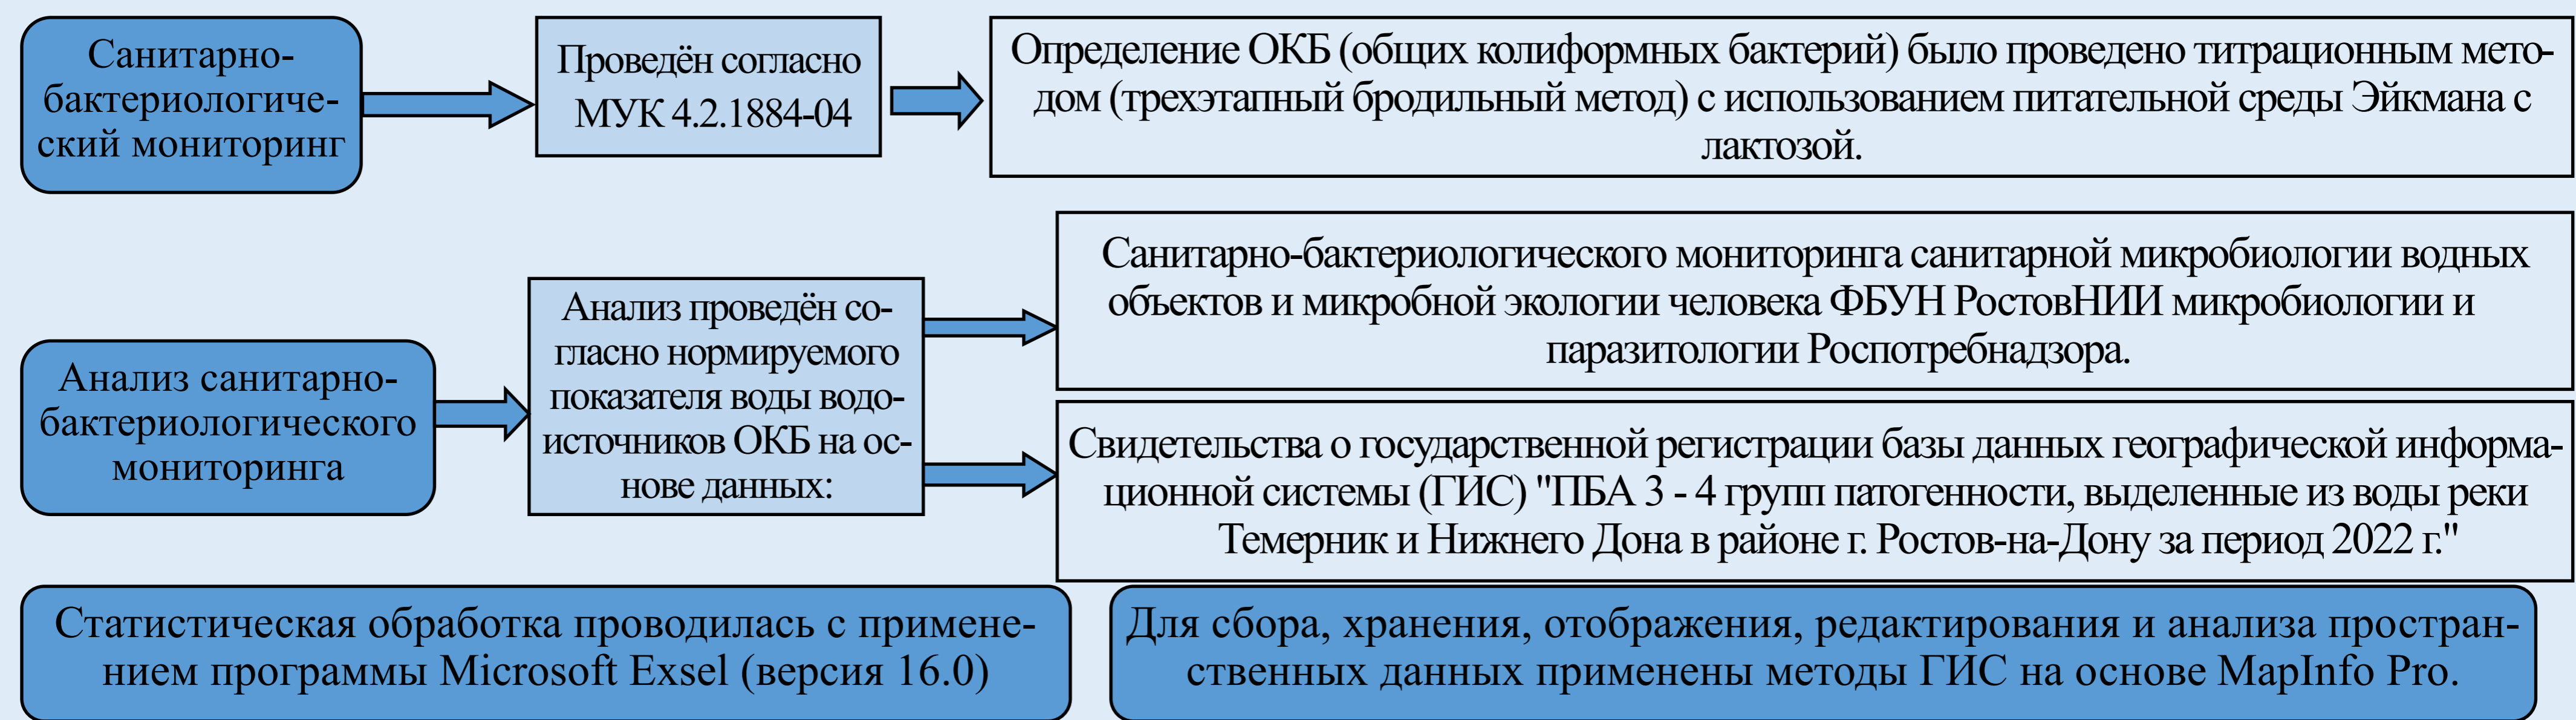 Санитарно-
бактериологиче-
ский мониторинг
Проведён согласно
МУК 4.2.1884-04
Определение ОКБ (общих колиформных бактерий) было проведено титрационным мето-
дом (трехэтапный бродильный метод) с использованием питательной среды Эйкмана с
лактозой.
Анализ санитарно-
бактериологического
мониторинга
Анализ проведён со-
гласно нормируемого
показателя воды водо-
источников ОКБ на ос-
нове данных:
Санитарно-бактериологического мониторинга санитарной микробиологии водных
объектов и микробной экологии человека ФБУН РостовНИИ микробиологии и
паразитологии Роспотребнадзора.
Свидетельства о государственной регистрации базы данных географической информа-
ционной системы (ГИС) "ПБА 3 - 4 групп патогенности, выделенные из воды реки
Темерник и Нижнего Дона в районе г. Ростов-на-Дону за период 2022 г."
Статистическая обработка проводилась с примене-
нием программы Microsoft Exsel (версия 16.0)
Для сбора, хранения, отображения, редактирования и анализа простран-
ственных данных применены методы ГИС на основе MapInfo Pro.